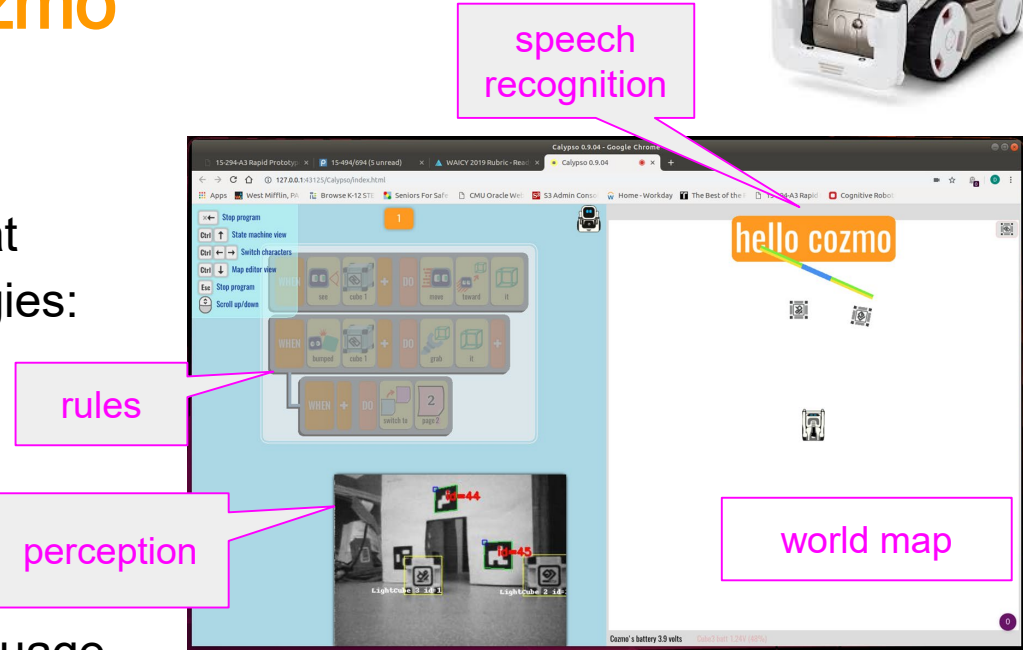 zmo
speech
recognition
at
gies:
rules
perception
uage
Calypso 0.9.04 - Google Chrome
15-294-A3 Rapid Prototyp
15-494/694 (5 unread)
WAICY 2019 Rubric - Read
Calypso 0.9.04
127.0.0.1:43125/Calypso/index.html
Apps
West Mifflin, PA
Browse K-12 STE
Seniors For Safe
CMU Oracle Web
S3 Admin Conso
Home - Workday
The Best of the
15-294-A3 Rapid
Cognitive Robot
Stop program
Ctrl State machine view
Ctrl Switch characters
Ctrl Map editor view
Esc Stop program
Scroll up/down
1
WHEN see cube 1 + DO move toward it
WHEN bumped cube 1 + DO grab it +
WHEN + DO switch to page 2
2
id=44
id=45
LightCube 3 id=1
LightCube 2 id=
hello cozmo
world map
0
Cozmo's battery 3.9 volts